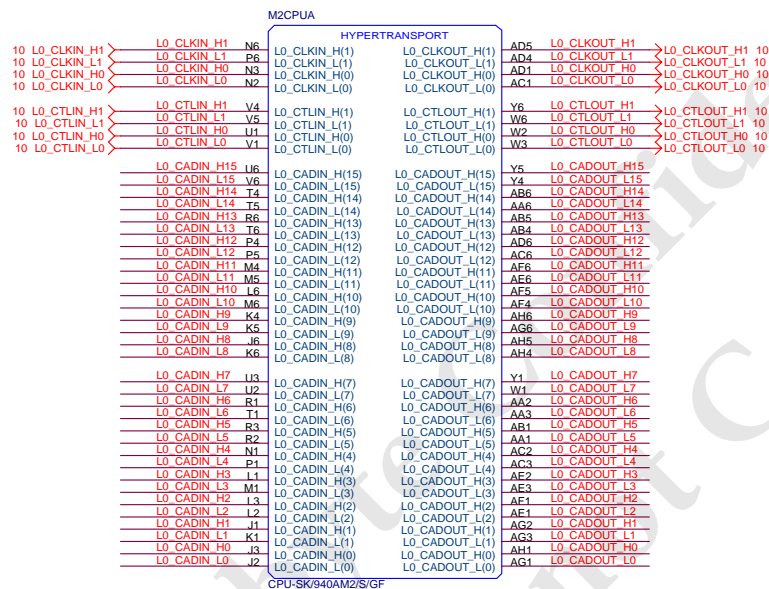 M2CPUA
HYPERTRANSPORT
10 L0_CLKIN_H1 L0_CLKIN_H1 N6 L0_CLKIN_H(1) L0_CLKOUT_H(1) AD5 L0_CLKOUT_H1 L0_CLKOUT_H1 10
10 L0_CLKIN_L1 L0_CLKIN_L1 P6 L0_CLKIN_L(1) L0_CLKOUT_L(1) AD4 L0_CLKOUT_L1 L0_CLKOUT_L1 10
10 L0_CLKIN_H0 L0_CLKIN_H0 N3 L0_CLKIN_H(0) L0_CLKOUT_H(0) AD1 L0_CLKOUT_H0 L0_CLKOUT_H0 10
10 L0_CLKIN_L0 L0_CLKIN_L0 N2 L0_CLKIN_L(0) L0_CLKOUT_L(0) AC1 L0_CLKOUT_L0 L0_CLKOUT_L0 10
10 L0_CTLIN_H1 L0_CTLIN_H1 V4 L0_CTLIN_H(1) L0_CTLOUT_H(1) Y6 L0_CTLOUT_H1 L0_CTLOUT_H1 10
10 L0_CTLIN_L1 L0_CTLIN_L1 V5 L0_CTLIN_L(1) L0_CTLOUT_L(1) W6 L0_CTLOUT_L1 L0_CTLOUT_L1 10
10 L0_CTLIN_H0 L0_CTLIN_H0 U1 L0_CTLIN_H(0) L0_CTLOUT_H(0) W2 L0_CTLOUT_H0 L0_CTLOUT_H0 10
10 L0_CTLIN_L0 L0_CTLIN_L0 V1 L0_CTLIN_L(0) L0_CTLOUT_L(0) W3 L0_CTLOUT_L0 L0_CTLOUT_L0 10
L0_CADIN_H15 U6 L0_CADIN_H(15) L0_CADOUT_H(15) Y5 L0_CADOUT_H15
L0_CADIN_L15 V6 L0_CADIN_L(15) L0_CADOUT_L(15) Y4 L0_CADOUT_L15
L0_CADIN_H14 T4 L0_CADIN_H(14) L0_CADOUT_H(14) AB6 L0_CADOUT_H14
L0_CADIN_L14 T5 L0_CADIN_L(14) L0_CADOUT_L(14) AA6 L0_CADOUT_L14
L0_CADIN_H13 R6 L0_CADIN_H(13) L0_CADOUT_H(13) AB5 L0_CADOUT_H13
L0_CADIN_L13 T6 L0_CADIN_L(13) L0_CADOUT_L(13) AB4 L0_CADOUT_L13
L0_CADIN_H12 P4 L0_CADIN_H(12) L0_CADOUT_H(12) AD6 L0_CADOUT_H12
L0_CADIN_L12 P5 L0_CADIN_L(12) L0_CADOUT_L(12) AC6 L0_CADOUT_L12
L0_CADIN_H11 M4 L0_CADIN_H(11) L0_CADOUT_H(11) AF6 L0_CADOUT_H11
L0_CADIN_L11 M5 L0_CADIN_L(11) L0_CADOUT_L(11) AE6 L0_CADOUT_L11
L0_CADIN_H10 L6 L0_CADIN_H(10) L0_CADOUT_H(10) AF5 L0_CADOUT_H10
L0_CADIN_L10 M6 L0_CADIN_L(10) L0_CADOUT_L(10) AF4 L0_CADOUT_L10
L0_CADIN_H9 K4 L0_CADIN_H(9) L0_CADOUT_H(9) AH6 L0_CADOUT_H9
L0_CADIN_L9 K5 L0_CADIN_L(9) L0_CADOUT_L(9) AG6 L0_CADOUT_L9
L0_CADIN_H8 J6 L0_CADIN_H(8) L0_CADOUT_H(8) AH5 L0_CADOUT_H8
L0_CADIN_L8 K6 L0_CADIN_L(8) L0_CADOUT_L(8) AH4 L0_CADOUT_L8
L0_CADIN_H7 U3 L0_CADIN_H(7) L0_CADOUT_H(7) Y1 L0_CADOUT_H7
L0_CADIN_L7 U2 L0_CADIN_L(7) L0_CADOUT_L(7) W1 L0_CADOUT_L7
L0_CADIN_H6 R1 L0_CADIN_H(6) L0_CADOUT_H(6) AA2 L0_CADOUT_H6
L0_CADIN_L6 T1 L0_CADIN_L(6) L0_CADOUT_L(6) AA3 L0_CADOUT_L6
L0_CADIN_H5 R3 L0_CADIN_H(5) L0_CADOUT_H(5) AB1 L0_CADOUT_H5
L0_CADIN_L5 R2 L0_CADIN_L(5) L0_CADOUT_L(5) AA1 L0_CADOUT_L5
L0_CADIN_H4 N1 L0_CADIN_H(4) L0_CADOUT_H(4) AC2 L0_CADOUT_H4
L0_CADIN_L4 P1 L0_CADIN_L(4) L0_CADOUT_L(4) AC3 L0_CADOUT_L4
L0_CADIN_H3 L1 L0_CADIN_H(3) L0_CADOUT_H(3) AE2 L0_CADOUT_H3
L0_CADIN_L3 M1 L0_CADIN_L(3) L0_CADOUT_L(3) AE3 L0_CADOUT_L3
L0_CADIN_H2 L3 L0_CADIN_H(2) L0_CADOUT_H(2) AF1 L0_CADOUT_H2
L0_CADIN_L2 L2 L0_CADIN_L(2) L0_CADOUT_L(2) AE1 L0_CADOUT_L2
L0_CADIN_H1 J1 L0_CADIN_H(1) L0_CADOUT_H(1) AG2 L0_CADOUT_H1
L0_CADIN_L1 K1 L0_CADIN_L(1) L0_CADOUT_L(1) AG3 L0_CADOUT_L1
L0_CADIN_H0 J3 L0_CADIN_H(0) L0_CADOUT_H(0) AH1 L0_CADOUT_H0
L0_CADIN_L0 J2 L0_CADIN_L(0) L0_CADOUT_L(0) AG1 L0_CADOUT_L0
CPU-SK/940AM2/S/GF